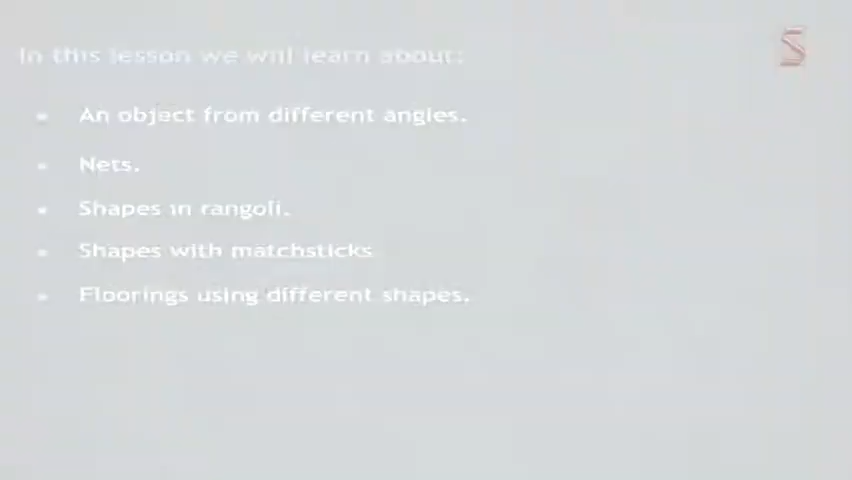 S
In this lesson we will learn about:
An object from different angles.
Nets.
Shapes in rangoli.
Shapes with matchsticks
Floorings using different shapes.